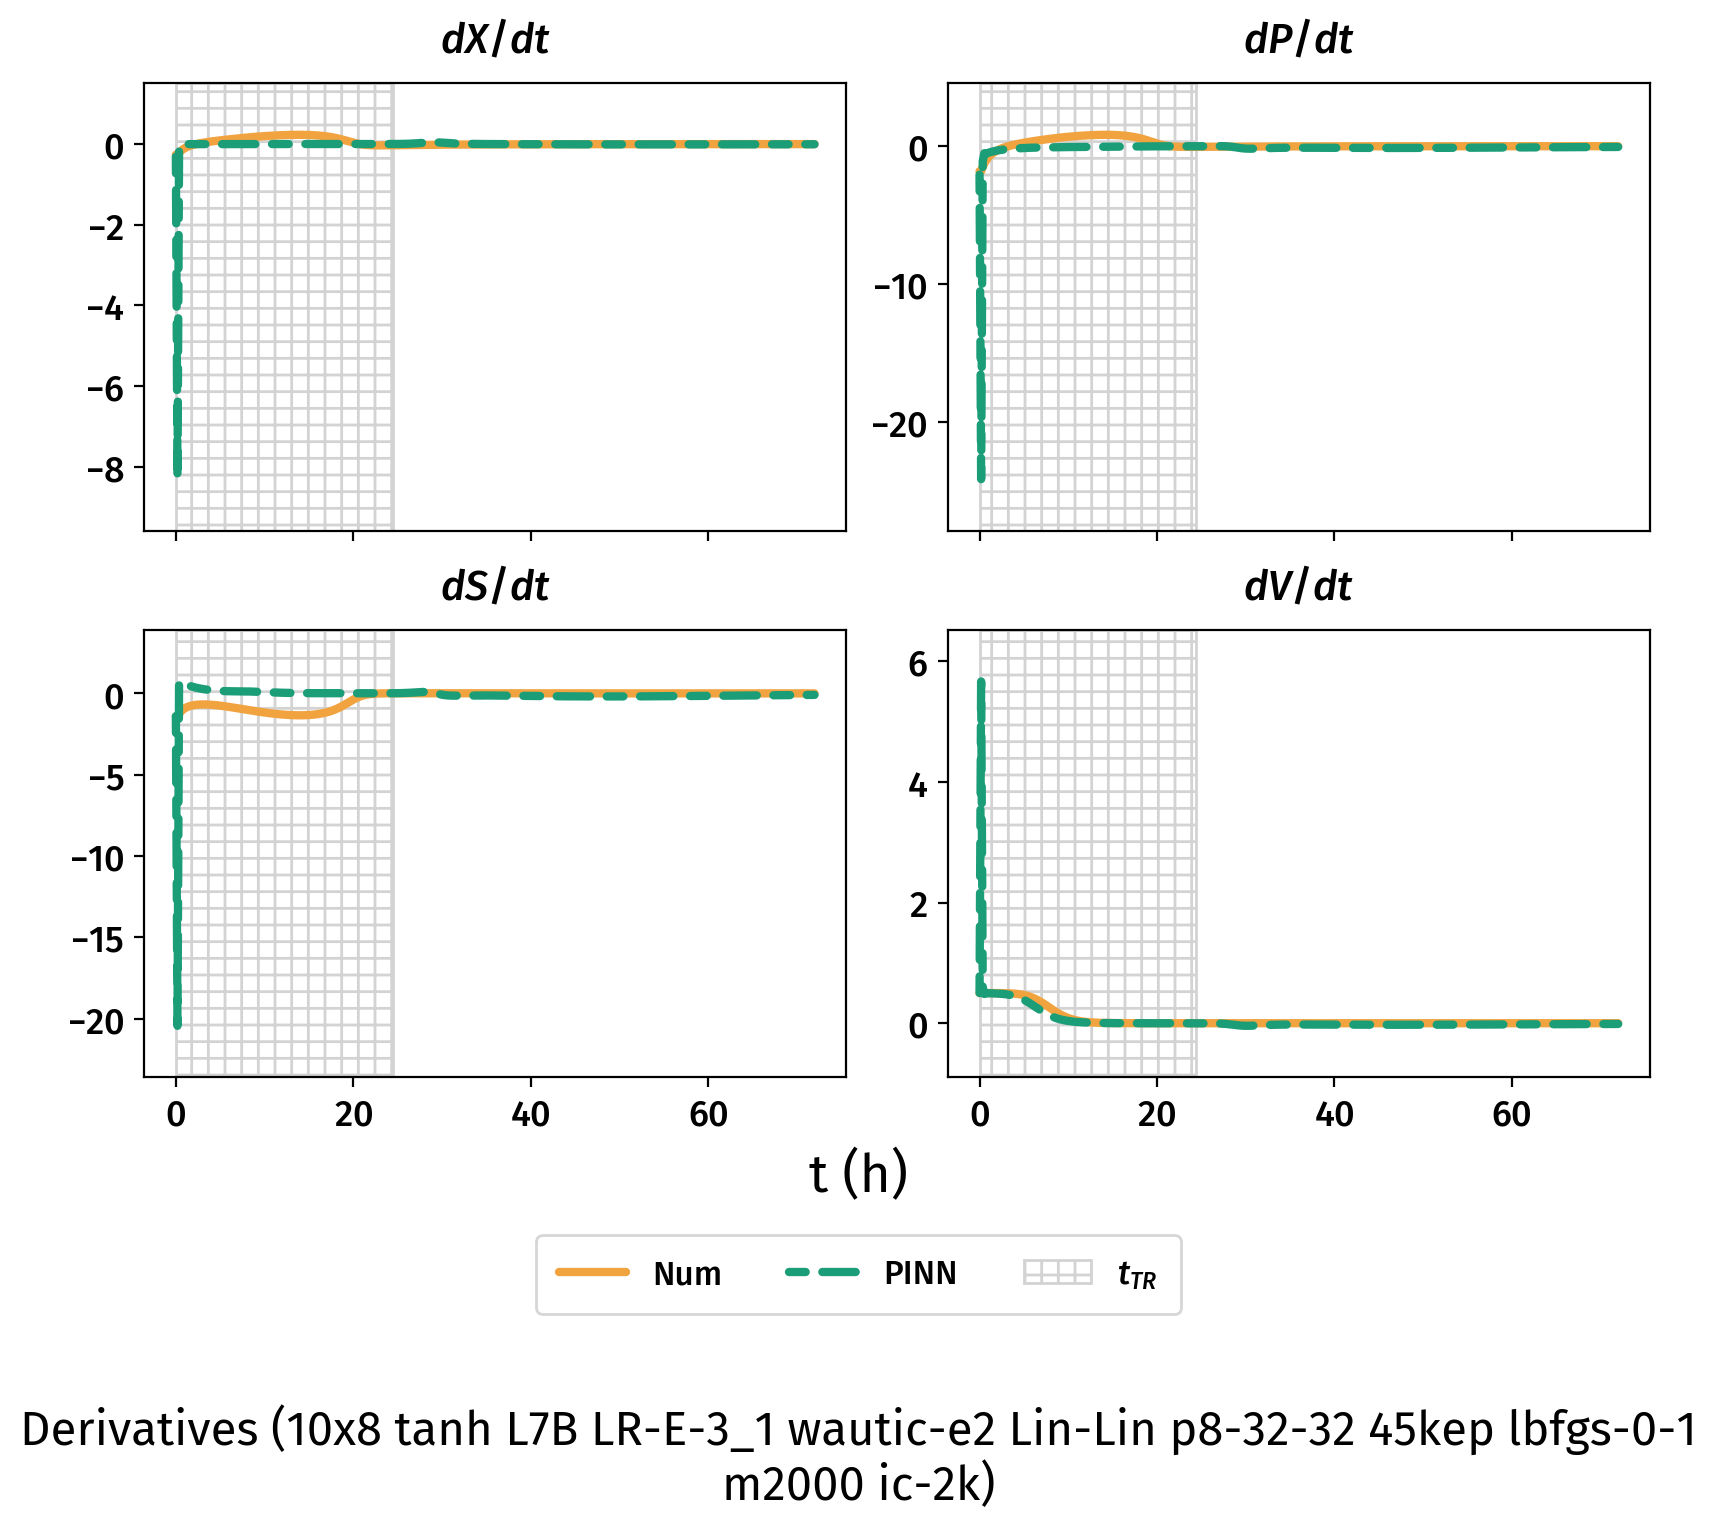 dX/dt
dP/dt
0
−2
−4
−6
−8
0
−10
−20
dS/dt
dV/dt
0
−5
−10
−15
−20
0 20 40 60
6
4
2
0
0 20 40 60
t (h)
Num PINN t_TR
Derivatives (10x8 tanh L7B LR-E-3_1 wautic-e2 Lin-Lin p8-32-32 45kep lbfgs-0-1
m2000 ic-2k)